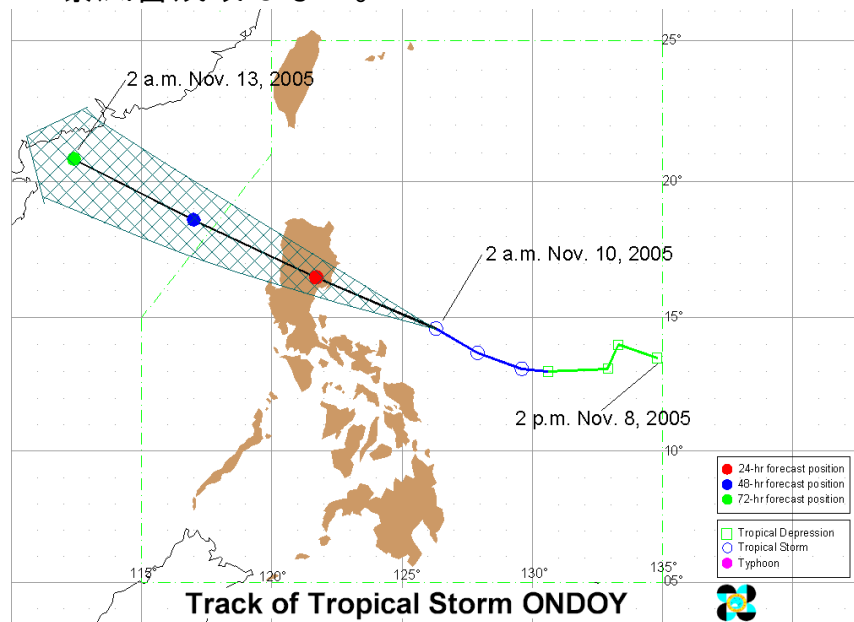 25°
2 a.m. Nov. 13, 2005
20°
2 a.m. Nov. 10, 2005
15°
2 p.m. Nov. 8, 2005
10°
24-hr forecast position
48-hr forecast position
72-hr forecast position
Tropical Depression
Tropical Storm
Typhoon
115° 120° 125° 130° 135° 05°
Track of Tropical Storm ONDOY